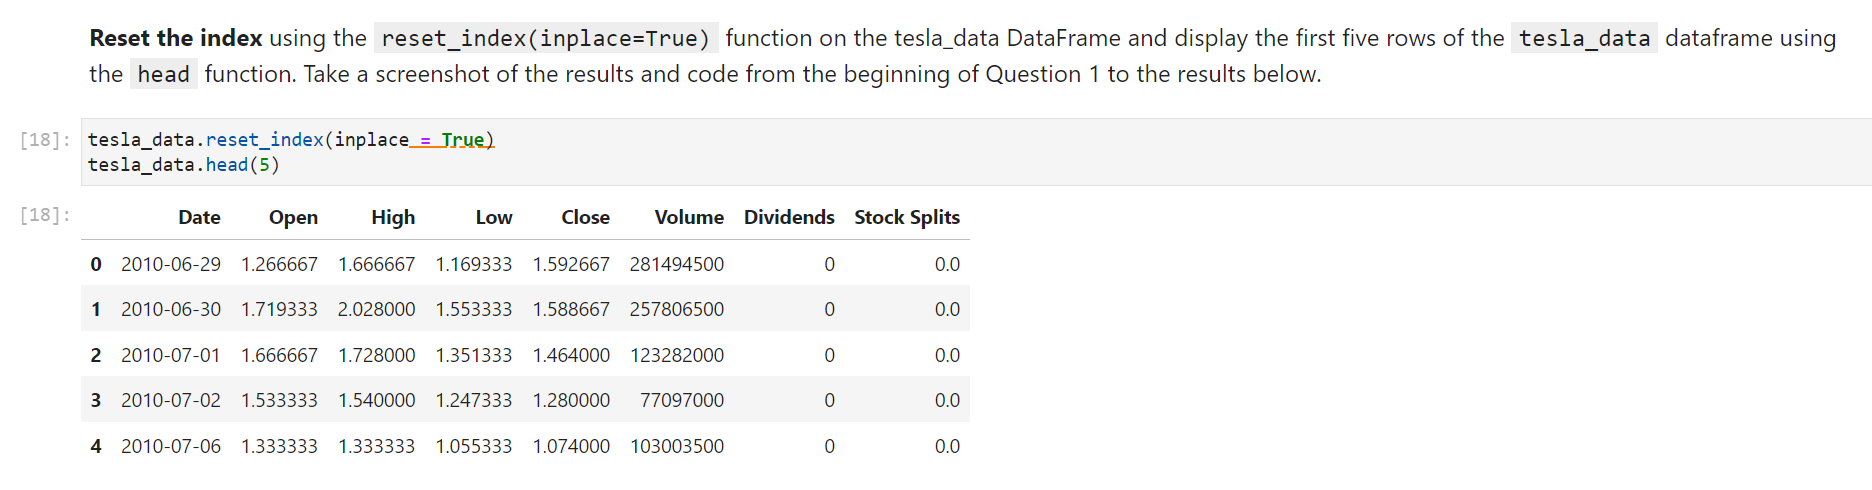 Reset the index using the reset_index(inplace=True) function on the tesla_data DataFrame and display the first five rows of the tesla_data dataframe using
the head function. Take a screenshot of the results and code from the beginning of Question 1 to the results below.
[18]: tesla_data.reset_index(inplace = True)
tesla_data.head(5)
[18]: Date Open High Low Close Volume Dividends Stock Splits
0 2010-06-29 1.266667 1.666667 1.169333 1.592667 281494500 0 0.0
1 2010-06-30 1.719333 2.028000 1.553333 1.588667 257806500 0 0.0
2 2010-07-01 1.666667 1.728000 1.351333 1.464000 123282000 0 0.0
3 2010-07-02 1.533333 1.540000 1.247333 1.280000 77097000 0 0.0
4 2010-07-06 1.333333 1.333333 1.055333 1.074000 103003500 0 0.0